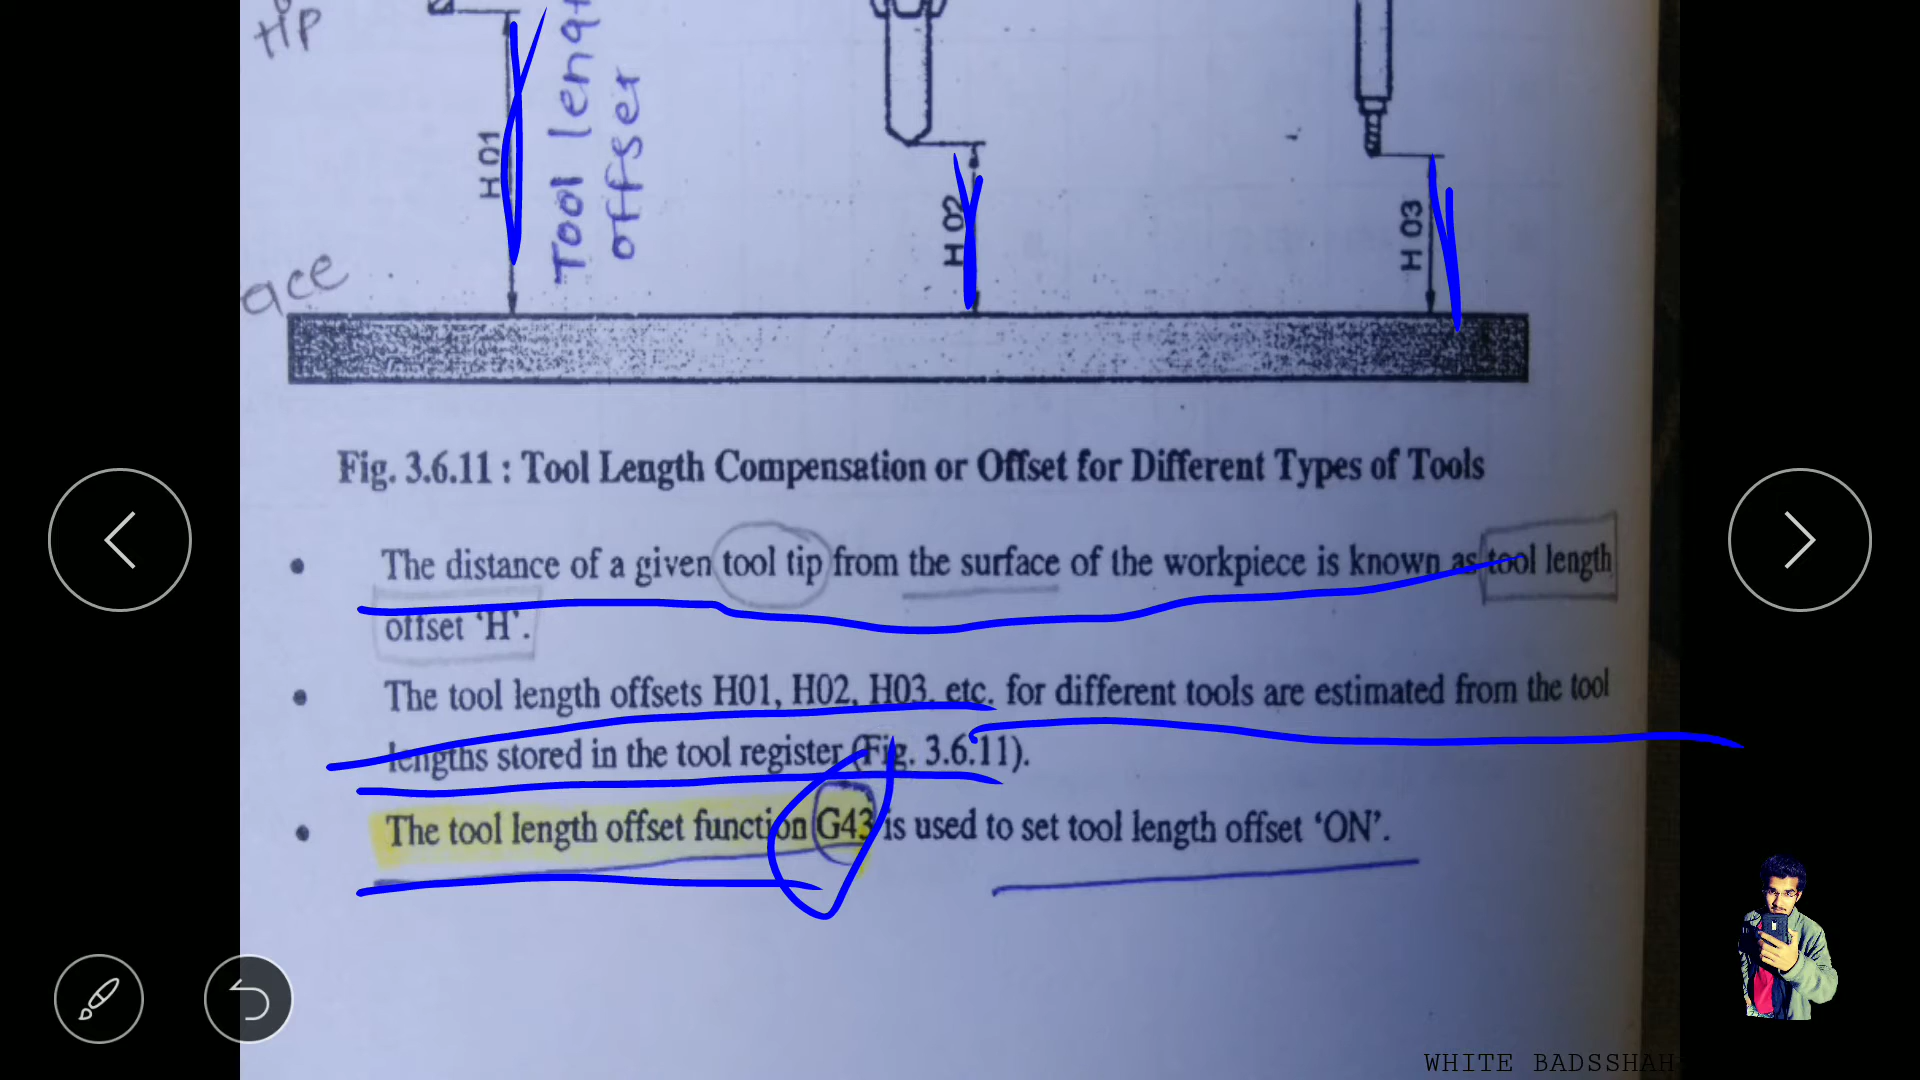 tip
Tool length
offset
H 01
H 02
H 03
ace
Fig. 3.6.11 : Tool Length Compensation or Offset for Different Types of Tools
• The distance of a given tool tip from the surface of the workpiece is known as tool length
offset ‘H’.
• The tool length offsets H01, H02, H03, etc. for different tools are estimated from the tool
lengths stored in the tool register (Fig. 3.6.11).
• The tool length offset function G43 is used to set tool length offset ‘ON’.
WHITE BADSSHAH